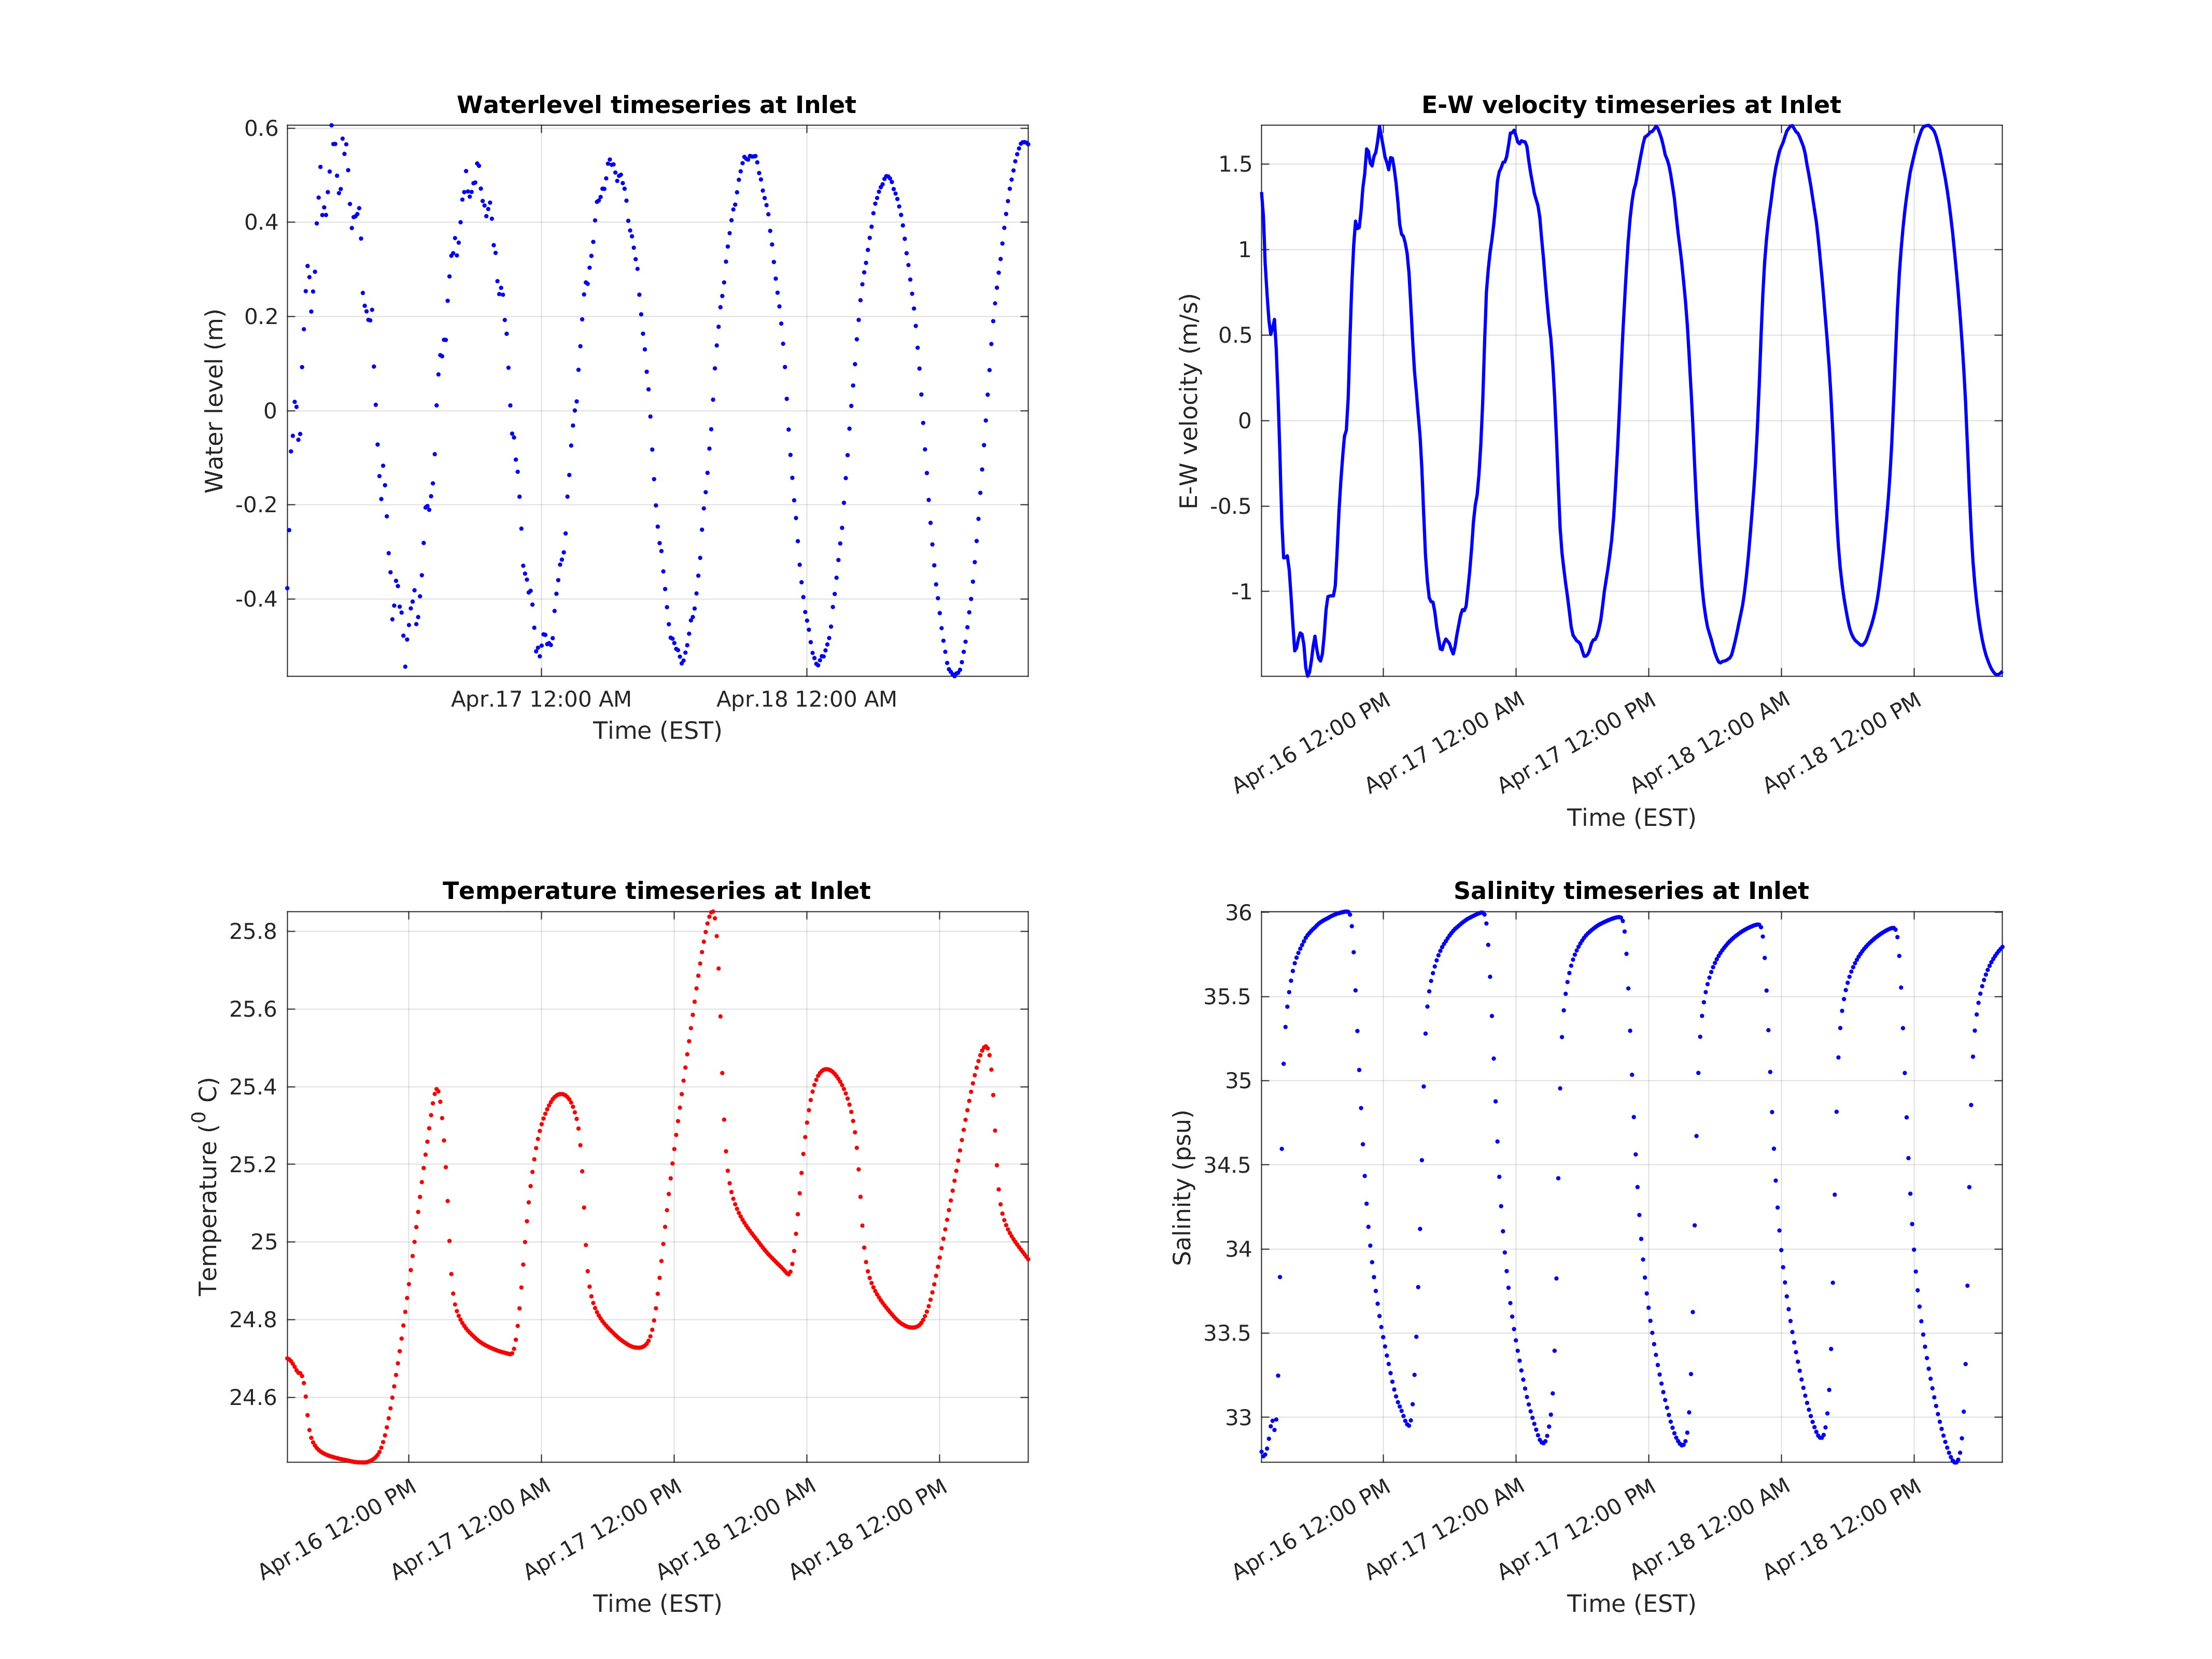 Waterlevel timeseries at Inlet
0.6
0.4
0.2
0
-0.2
-0.4
Water level (m)
Apr.17 12:00 AM
Apr.18 12:00 AM
Time (EST)
E-W velocity timeseries at Inlet
1.5
1
0.5
0
-0.5
-1
E-W velocity (m/s)
Apr.16 12:00 PM
Apr.17 12:00 AM
Apr.17 12:00 PM
Apr.18 12:00 AM
Apr.18 12:00 PM
Time (EST)
Temperature timeseries at Inlet
25.8
25.6
25.4
25.2
25
24.8
24.6
Temperature (⁰ C)
Apr.16 12:00 PM
Apr.17 12:00 AM
Apr.17 12:00 PM
Apr.18 12:00 AM
Apr.18 12:00 PM
Time (EST)
Salinity timeseries at Inlet
36
35.5
35
34.5
34
33.5
33
Salinity (psu)
Apr.16 12:00 PM
Apr.17 12:00 AM
Apr.17 12:00 PM
Apr.18 12:00 AM
Apr.18 12:00 PM
Time (EST)